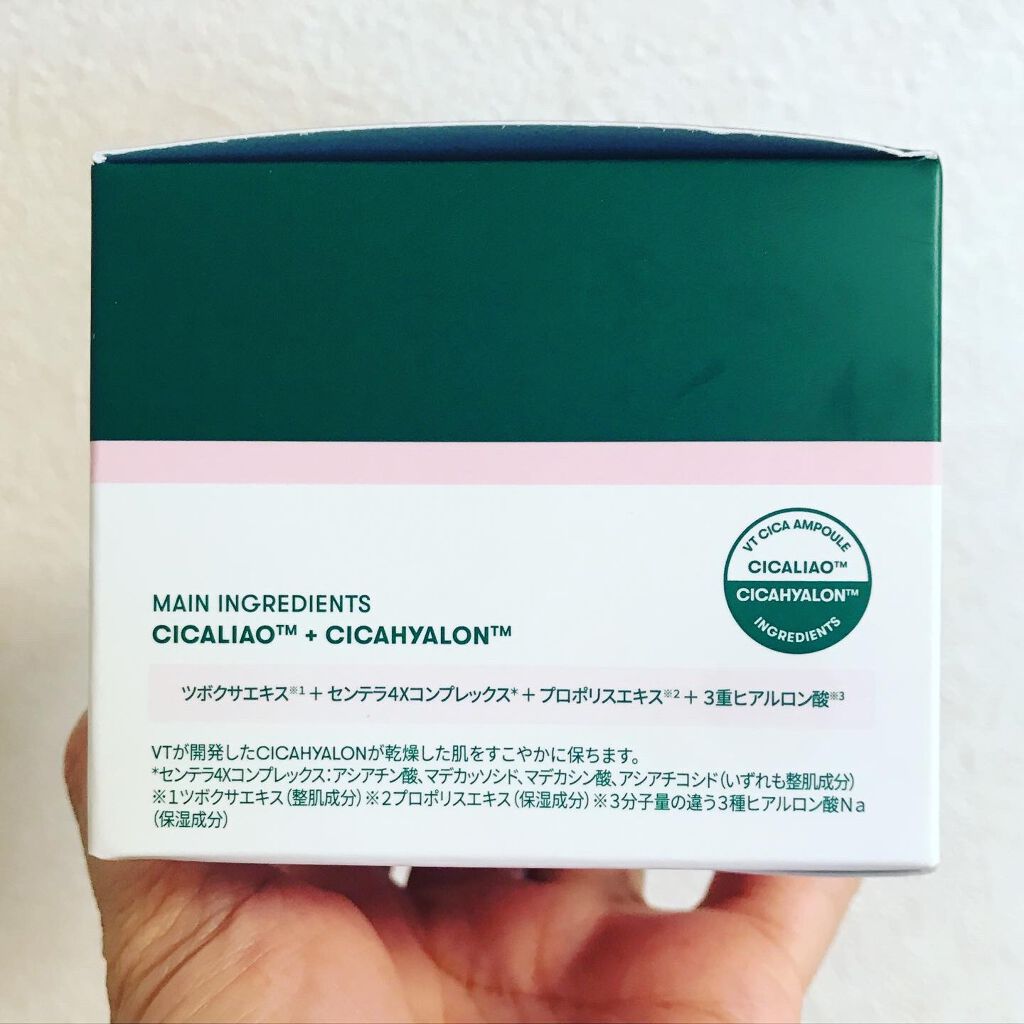 VT CICA AMPOULE
CICALIAO™
CICAHYALON™
INGREDIENTS
MAIN INGREDIENTS
CICALIAO™ + CICAHYALON™
ツボクサエキス※1 + センテラ4Xコンプレックス* + プロポリスエキス※2 + 3重ヒアルロン酸※3
VTが開発したCICAHYALONが乾燥した肌をすこやかに保ちます。
*センテラ4Xコンプレックス:アシアチン酸、マデカッソシド、マデカシン酸、アシアチコシド(いずれも整肌成分)
※1ツボクサエキス(整肌成分)※2プロポリスエキス(保湿成分)※3分子量の違う3種ヒアルロン酸Na
(保湿成分)